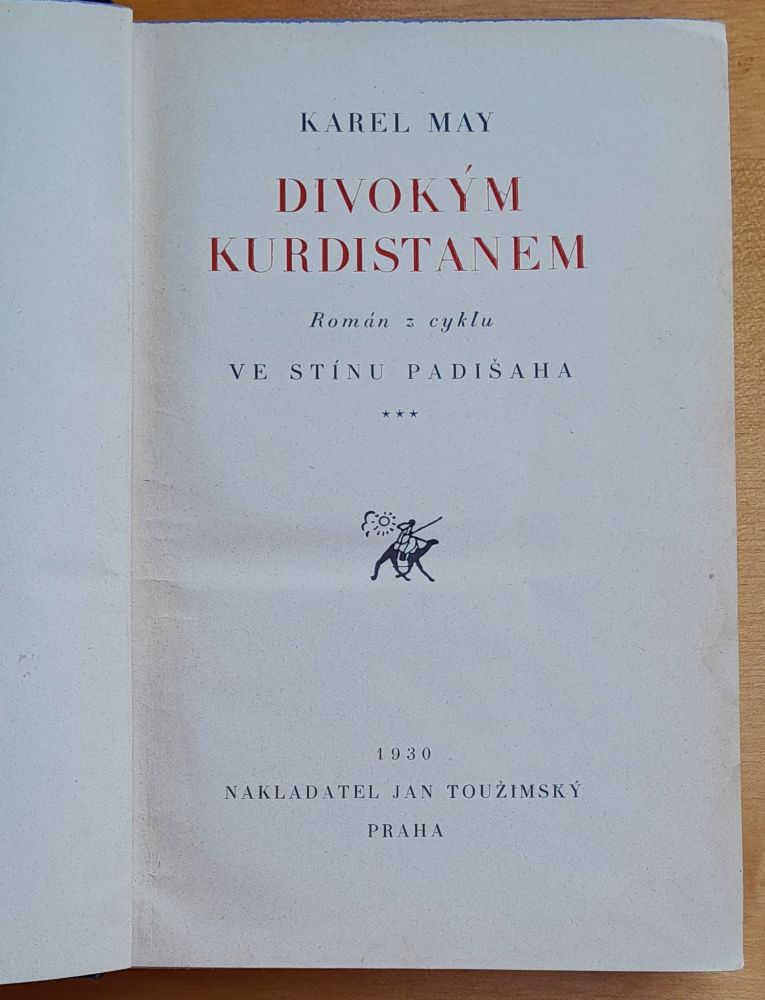 KAREL MAY
DIVOKÝM
KURDISTANEM
Román z cyklu
VE STÍNU PADIŠAHA
***
1930
NAKLADATEL JAN TOUŽIMSKÝ
PRAHA